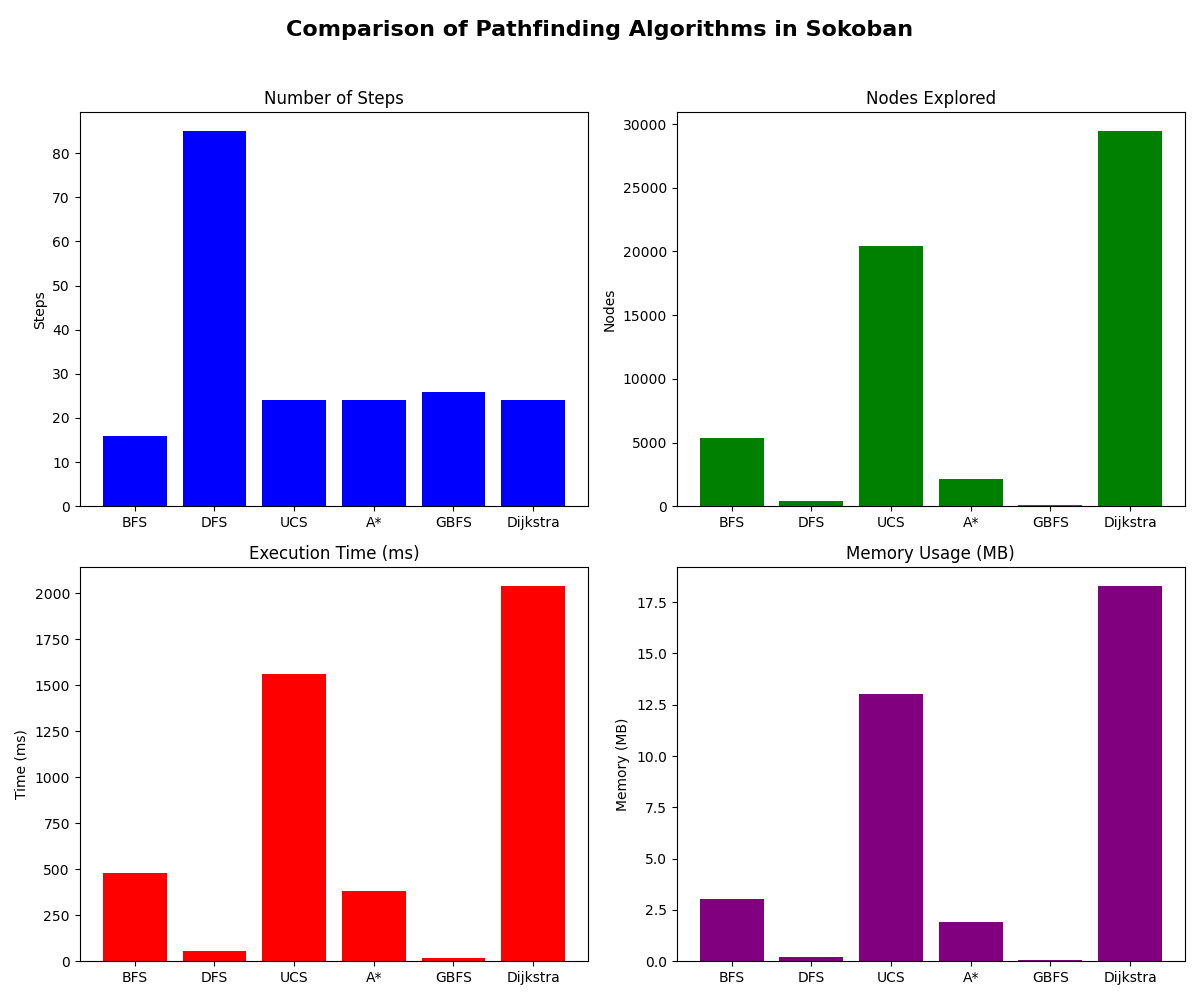 Comparison of Pathfinding Algorithms in Sokoban
Number of Steps
Steps
80
70
60
50
40
30
20
10
0
BFS DFS UCS A* GBFS Dijkstra
Nodes Explored
Nodes
30000
25000
20000
15000
10000
5000
0
BFS DFS UCS A* GBFS Dijkstra
Execution Time (ms)
Time (ms)
2000
1750
1500
1250
1000
750
500
250
0
BFS DFS UCS A* GBFS Dijkstra
Memory Usage (MB)
Memory (MB)
17.5
15.0
12.5
10.0
7.5
5.0
2.5
0.0
BFS DFS UCS A* GBFS Dijkstra